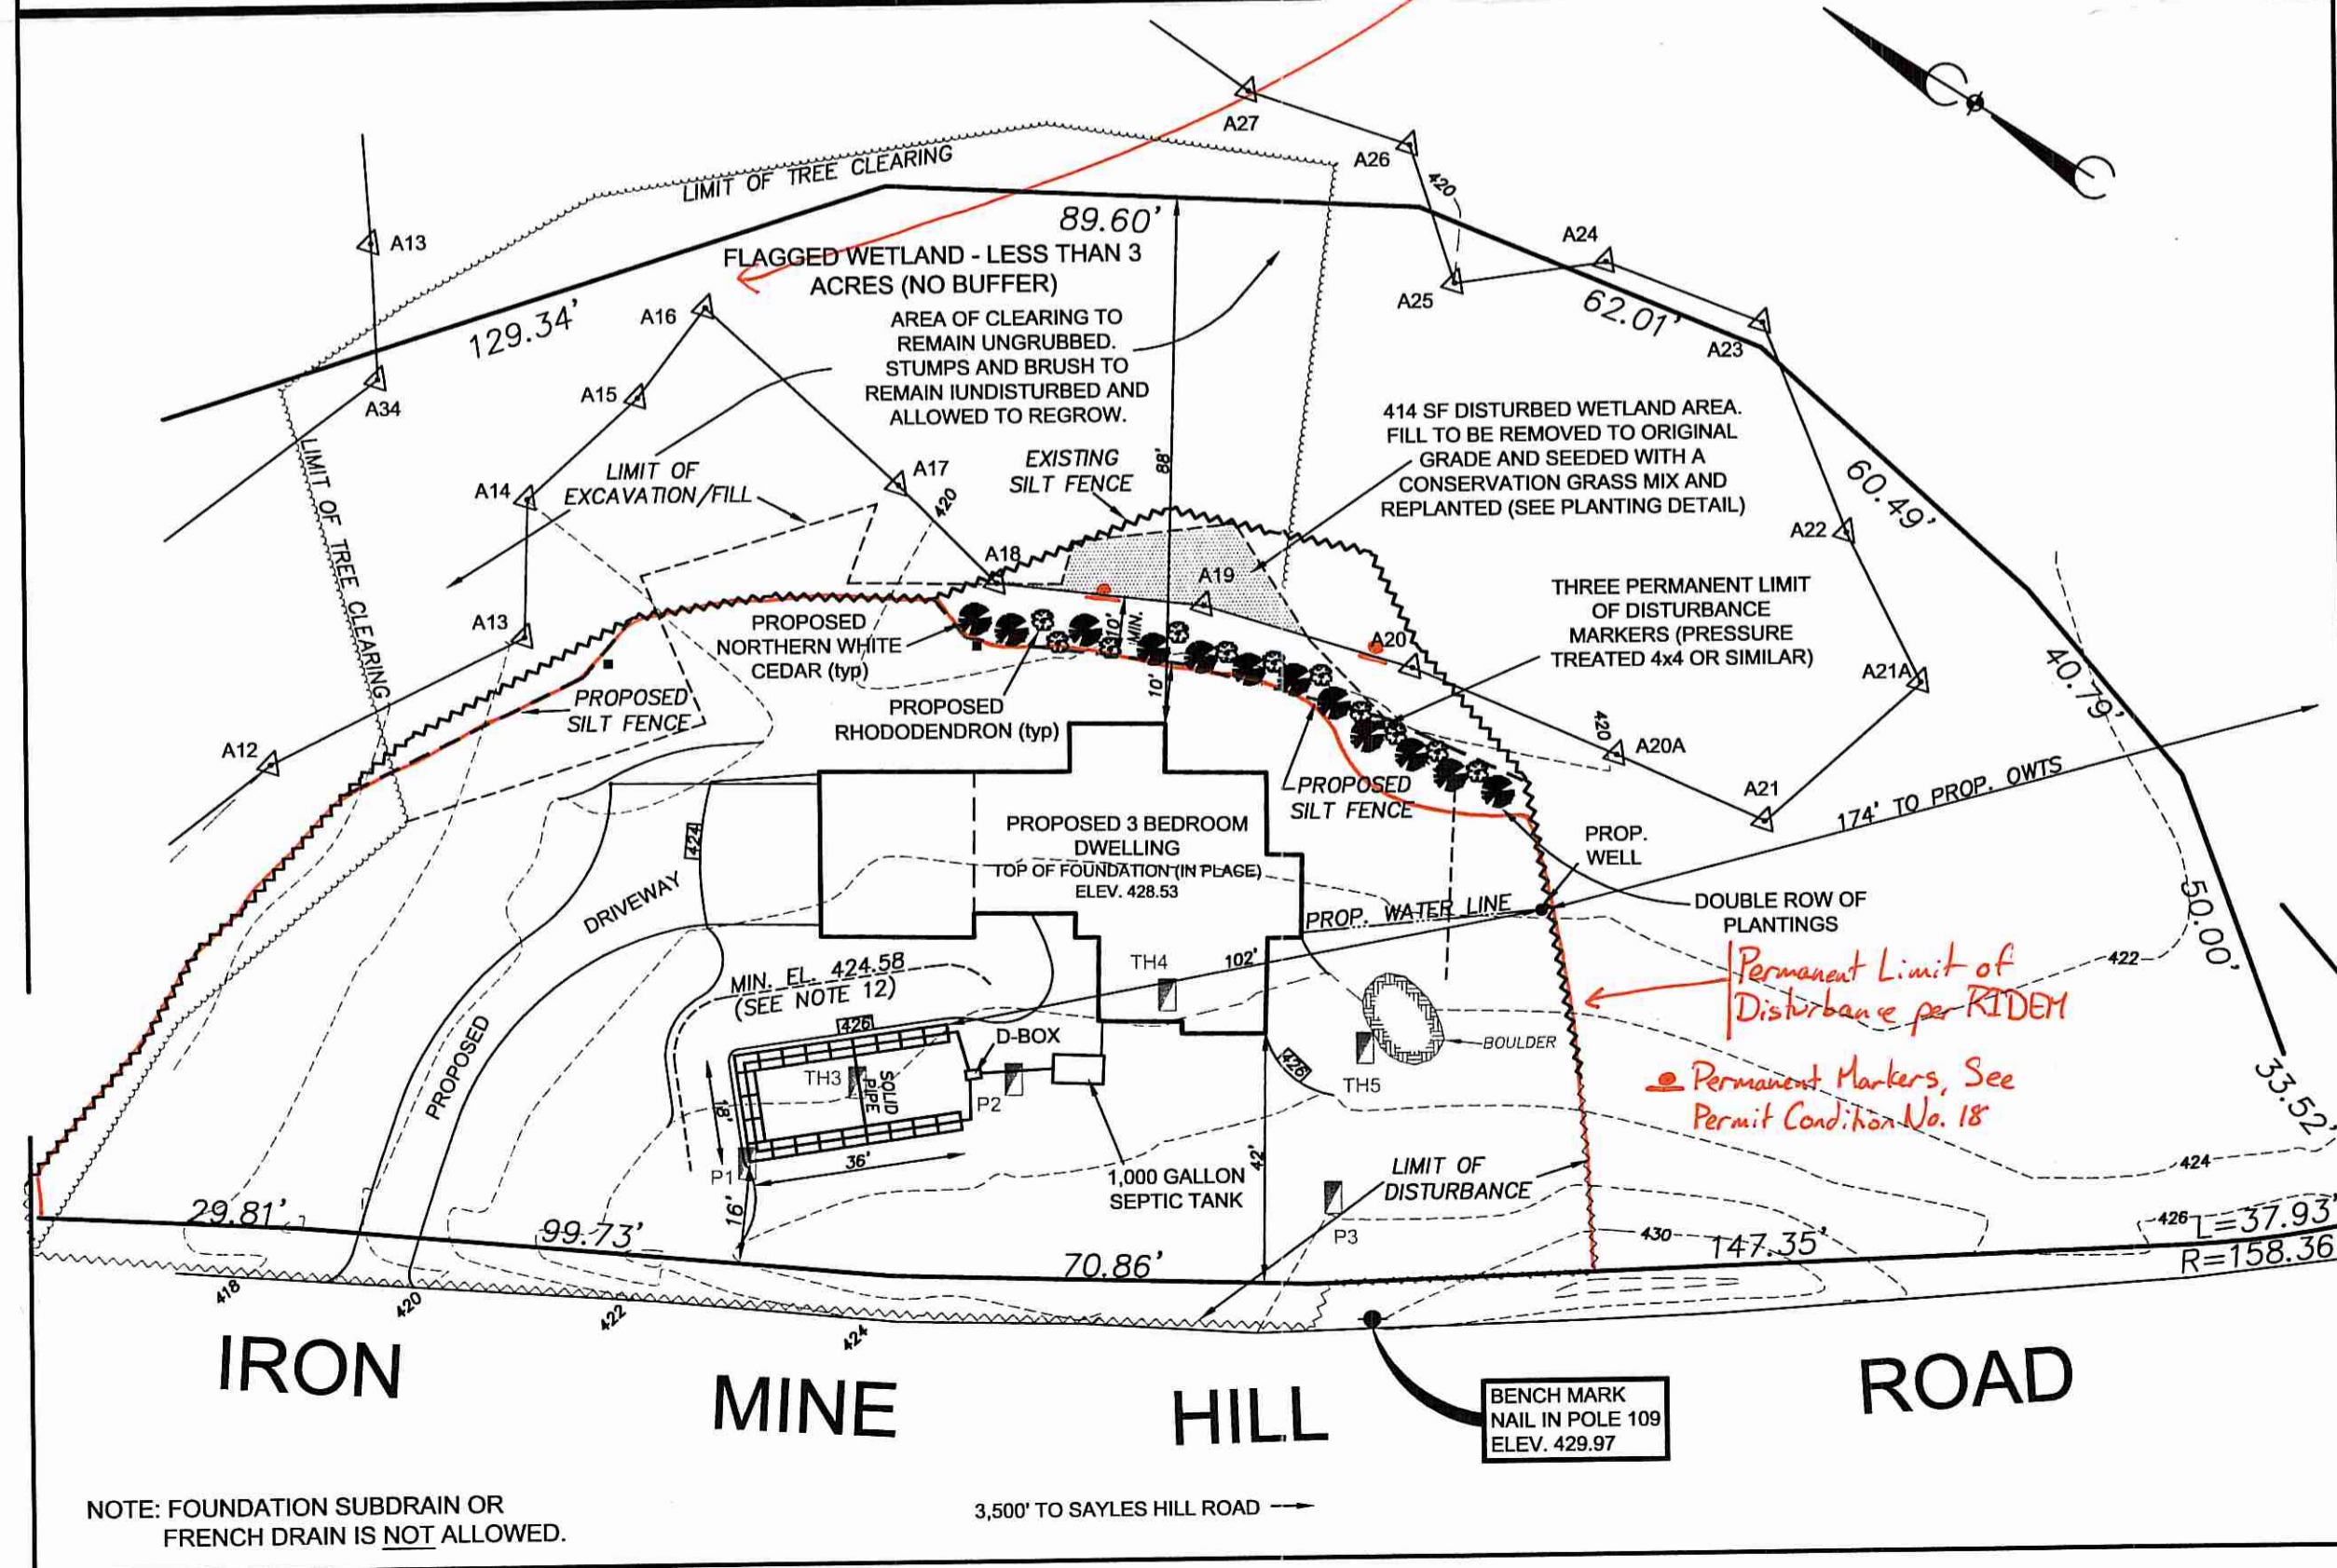 A27
A26
420
LIMIT OF TREE CLEARING
A13
89.60'
A24
FLAGGED WETLAND - LESS THAN 3
ACRES (NO BUFFER)
A25
62.01'
A16
129.34'
AREA OF CLEARING TO
REMAIN UNGRUBBED.
STUMPS AND BRUSH TO
REMAIN IUNDISTURBED AND
ALLOWED TO REGROW.
A23
A15
A34
414 SF DISTURBED WETLAND AREA.
FILL TO BE REMOVED TO ORIGINAL
GRADE AND SEEDED WITH A
CONSERVATION GRASS MIX AND
REPLANTED (SEE PLANTING DETAIL)
LIMIT OF TREE CLEARING
LIMIT OF
EXCAVATION/FILL
A14
A17
420
EXISTING
SILT FENCE
88'
60.49'
A22
A18
A19
THREE PERMANENT LIMIT
OF DISTURBANCE
MARKERS (PRESSURE
TREATED 4x4 OR SIMILAR)
A13
PROPOSED
NORTHERN WHITE
CEDAR (typ)
10'
MIN.
A20
A21A
40.79'
PROPOSED
SILT FENCE
PROPOSED
RHODODENDRON (typ)
10'
A12
420
A20A
PROPOSED
SILT FENCE
A21
174' TO PROP. OWTS
424
PROPOSED 3 BEDROOM
DWELLING
TOP OF FOUNDATION (IN PLACE)
ELEV. 428.53
PROP.
WELL
PROPOSED
DRIVEWAY
PROP. WATER LINE
DOUBLE ROW OF
PLANTINGS
50.00'
422
MIN. EL. 424.58
(SEE NOTE 12)
TH4
102'
Permanent Limit of
Disturbance per RIDEM
426
D-BOX
BOULDER
TH3
SOLID
PIPE
P2
426
TH5
Permanent Markers, See
Permit Condition No. 18
33.52'
18'
36'
P1
16'
1,000 GALLON
SEPTIC TANK
42'
LIMIT OF
DISTURBANCE
424
P3
29.81'
99.73'
70.86'
430
147.35'
426
L=37.93'
R=158.36
418
420
422
424
IRON MINE HILL ROAD
BENCH MARK
NAIL IN POLE 109
ELEV. 429.97
NOTE: FOUNDATION SUBDRAIN OR
FRENCH DRAIN IS NOT ALLOWED.
3,500' TO SAYLES HILL ROAD